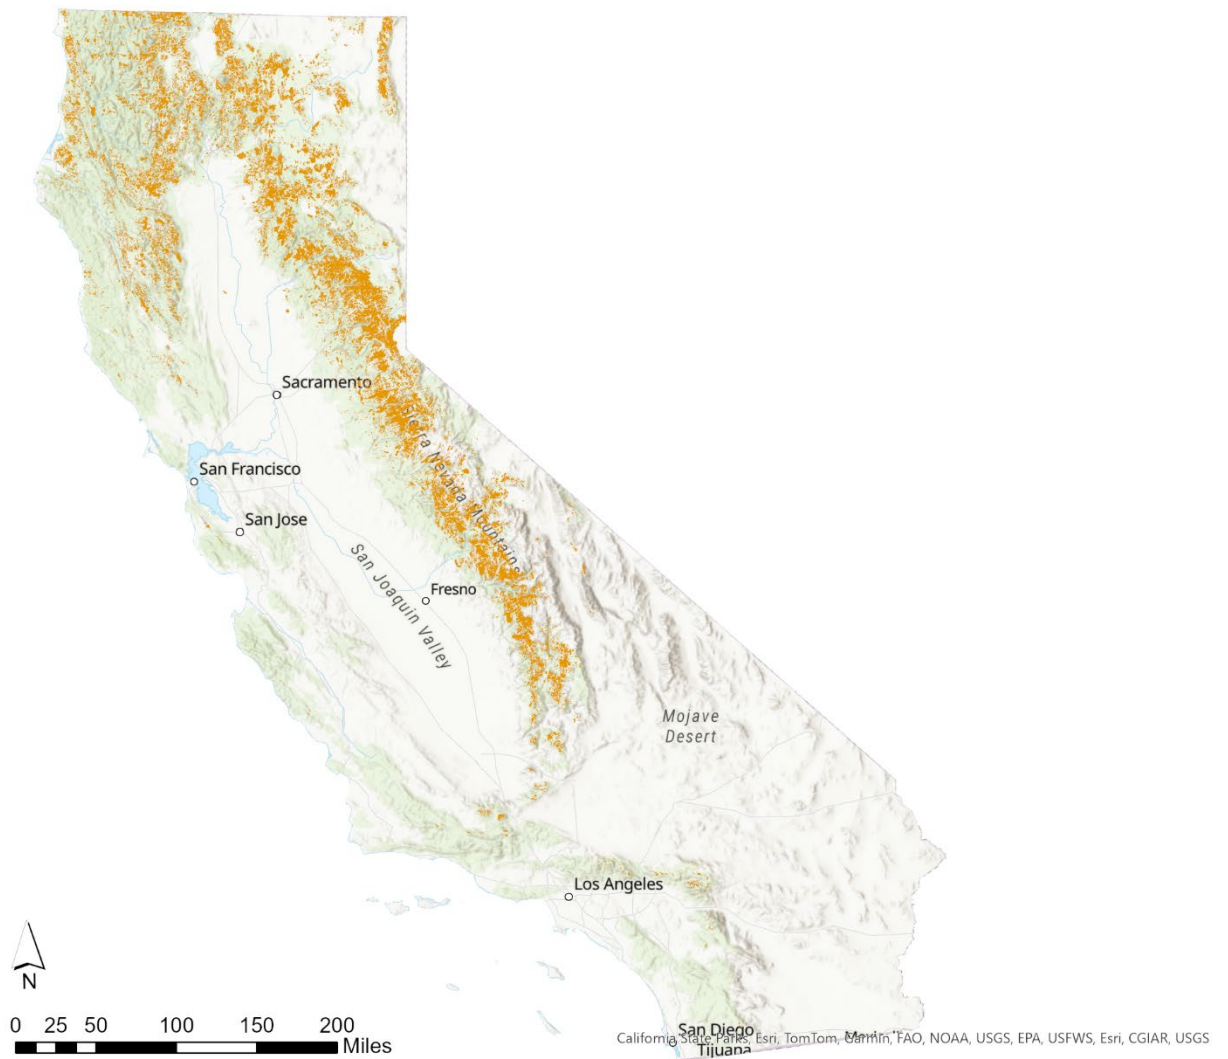 Sacramento
Sierra Nevada Mountains
San Francisco
San Jose
San Joaquin Valley
Fresno
Mojave
Desert
Los Angeles
N
0 25 50 100 150 200
Miles
San Diego
Tijuana
California State Parks, Esri, TomTom, Garmin, FAO, NOAA, USGS, EPA, USFWS, Esri, CGIAR, USGS